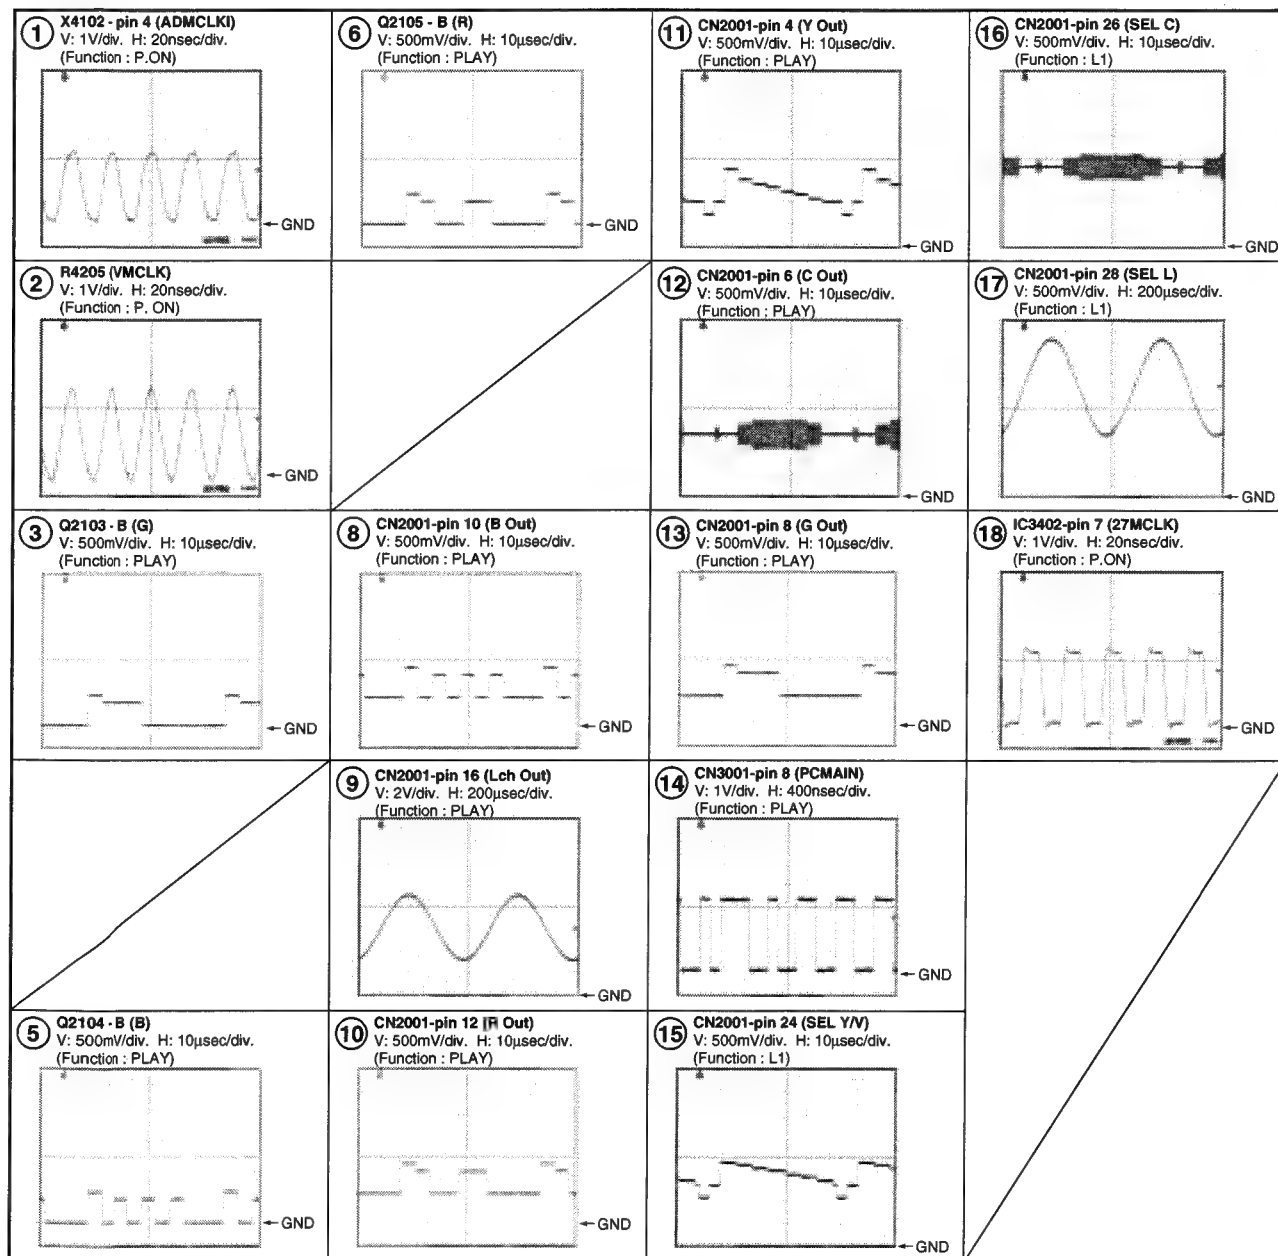 1
X4102 - pin 4 (ADMCLKI)
V: 1V/div. H: 20nsec/div.
(Function : P.ON)
← GND
2
R4205 (VMCLK)
V: 1V/div. H: 20nsec/div.
(Function : P. ON)
← GND
3
Q2103 - B (G)
V: 500mV/div. H: 10µsec/div.
(Function : PLAY)
← GND
5
Q2104 - B (B)
V: 500mV/div. H: 10µsec/div.
(Function : PLAY)
← GND
6
Q2105 - B (R)
V: 500mV/div. H: 10µsec/div.
(Function : PLAY)
← GND
8
CN2001-pin 10 (B Out)
V: 500mV/div. H: 10µsec/div.
(Function : PLAY)
← GND
9
CN2001-pin 16 (Lch Out)
V: 2V/div. H: 200µsec/div.
(Function : PLAY)
← GND
10
CN2001-pin 12 (R Out)
V: 500mV/div. H: 10µsec/div.
(Function : PLAY)
← GND
11
CN2001-pin 4 (Y Out)
V: 500mV/div. H: 10µsec/div.
(Function : PLAY)
← GND
12
CN2001-pin 6 (C Out)
V: 500mV/div. H: 10µsec/div.
(Function : PLAY)
← GND
13
CN2001-pin 8 (G Out)
V: 500mV/div. H: 10µsec/div.
(Function : PLAY)
← GND
14
CN3001-pin 8 (PCMAIN)
V: 1V/div. H: 400nsec/div.
(Function : PLAY)
← GND
15
CN2001-pin 24 (SEL Y/V)
V: 500mV/div. H: 10µsec/div.
(Function : L1)
← GND
16
CN2001-pin 26 (SEL C)
V: 500mV/div. H: 10µsec/div.
(Function : L1)
← GND
17
CN2001-pin 28 (SEL L)
V: 500mV/div. H: 200µsec/div.
(Function : L1)
← GND
18
IC3402-pin 7 (27MCLK)
V: 1V/div. H: 20nsec/div.
(Function : P.ON)
← GND